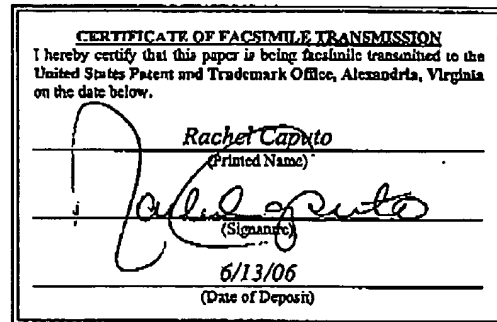 CERTIFICATE OF FACSIMILE TRANSMISSION
I hereby certify that this paper is being facsimile transmitted to the
United States Patent and Trademark Office, Alexandria, Virginia
on the date below.
Rachel Caputo
(Printed Name)
Rachel Caputo
(Signature)
6/13/06
(Date of Deposit)